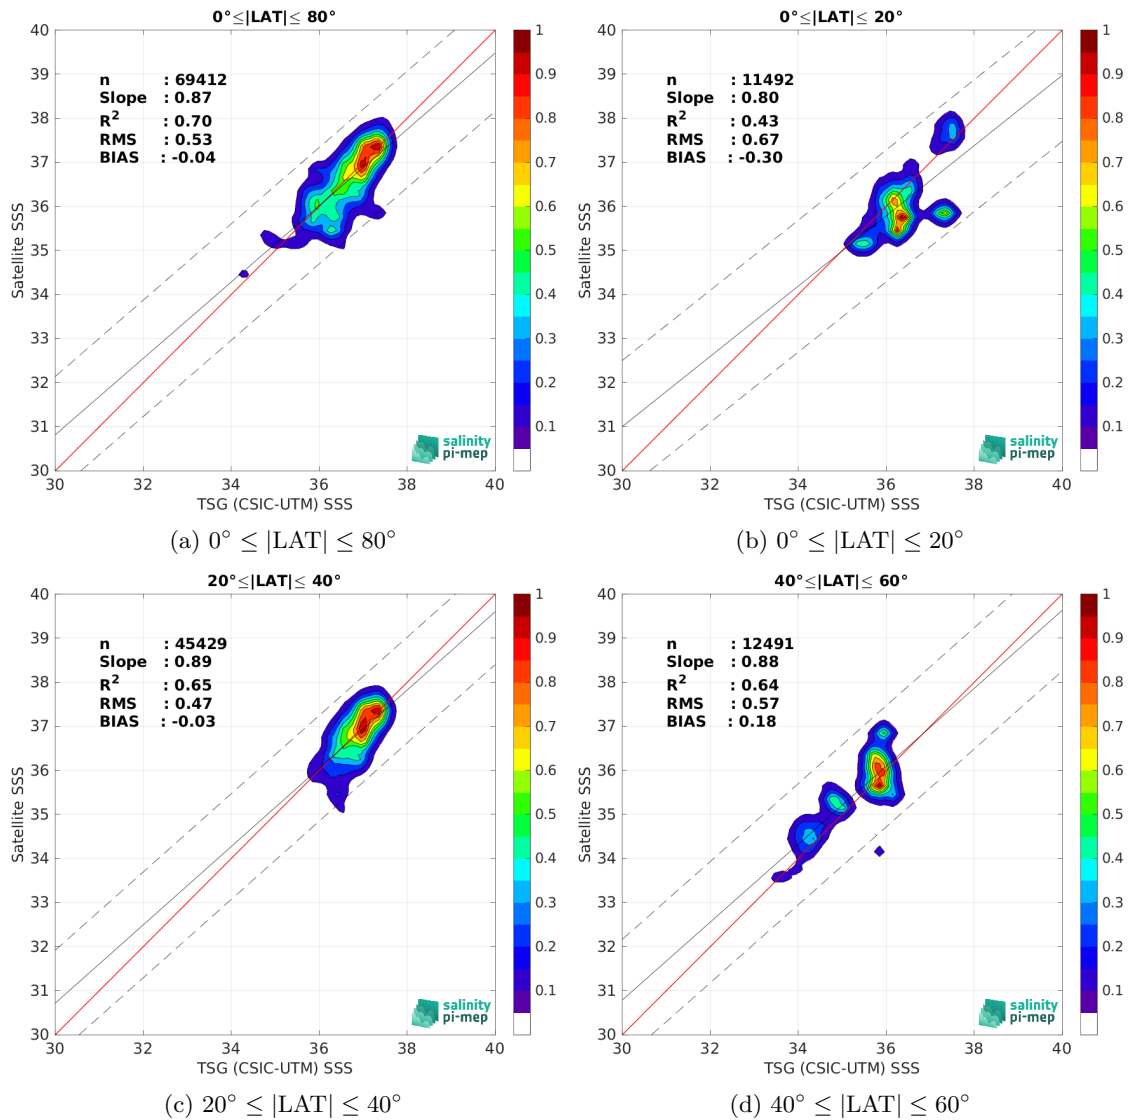 0°≤|LAT|≤ 80°
n : 69412
Slope : 0.87
R² : 0.70
RMS : 0.53
BIAS : -0.04
40
39
38
37
36
35
34
33
32
31
30
30 32 34 36 38 40
Satellite SSS
TSG (CSIC-UTM) SSS
1
0.9
0.8
0.7
0.6
0.5
0.4
0.3
0.2
0.1
salinity
pi-mep
(a) 0° ≤ |LAT| ≤ 80°
0°≤|LAT|≤ 20°
n : 11492
Slope : 0.80
R² : 0.43
RMS : 0.67
BIAS : -0.30
40
39
38
37
36
35
34
33
32
31
30
30 32 34 36 38 40
Satellite SSS
TSG (CSIC-UTM) SSS
1
0.9
0.8
0.7
0.6
0.5
0.4
0.3
0.2
0.1
salinity
pi-mep
(b) 0° ≤ |LAT| ≤ 20°
20°≤|LAT|≤ 40°
n : 45429
Slope : 0.89
R² : 0.65
RMS : 0.47
BIAS : -0.03
40
39
38
37
36
35
34
33
32
31
30
30 32 34 36 38 40
Satellite SSS
TSG (CSIC-UTM) SSS
1
0.9
0.8
0.7
0.6
0.5
0.4
0.3
0.2
0.1
salinity
pi-mep
(c) 20° ≤ |LAT| ≤ 40°
40°≤|LAT|≤ 60°
n : 12491
Slope : 0.88
R² : 0.64
RMS : 0.57
BIAS : 0.18
40
39
38
37
36
35
34
33
32
31
30
30 32 34 36 38 40
Satellite SSS
TSG (CSIC-UTM) SSS
1
0.9
0.8
0.7
0.6
0.5
0.4
0.3
0.2
0.1
salinity
pi-mep
(d) 40° ≤ |LAT| ≤ 60°